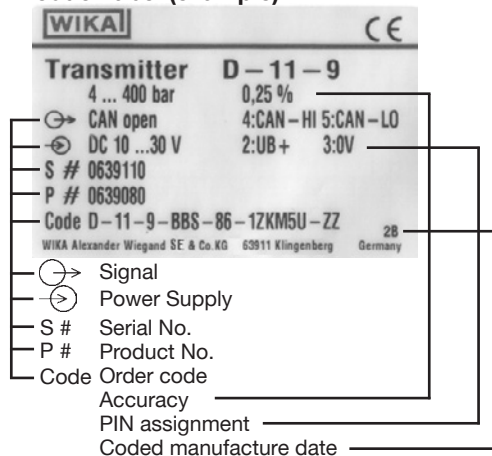 WIKA CE
Transmitter D-11-9
4 ... 400 bar 0,25 %
CAN open 4:CAN-HI 5:CAN-LO
DC 10 ...30 V 2:UB+ 3:0V
S # 0639110
P # 0639080
Code D-11-9-BBS-86-1ZKM5U-ZZ
2B
WIKA Alexander Wiegand SE & Co.KG 63911 Klingenberg Germany
Signal
Power Supply
S # Serial No.
P # Product No.
Code Order code
Accuracy
PIN assignment
Coded manufacture date